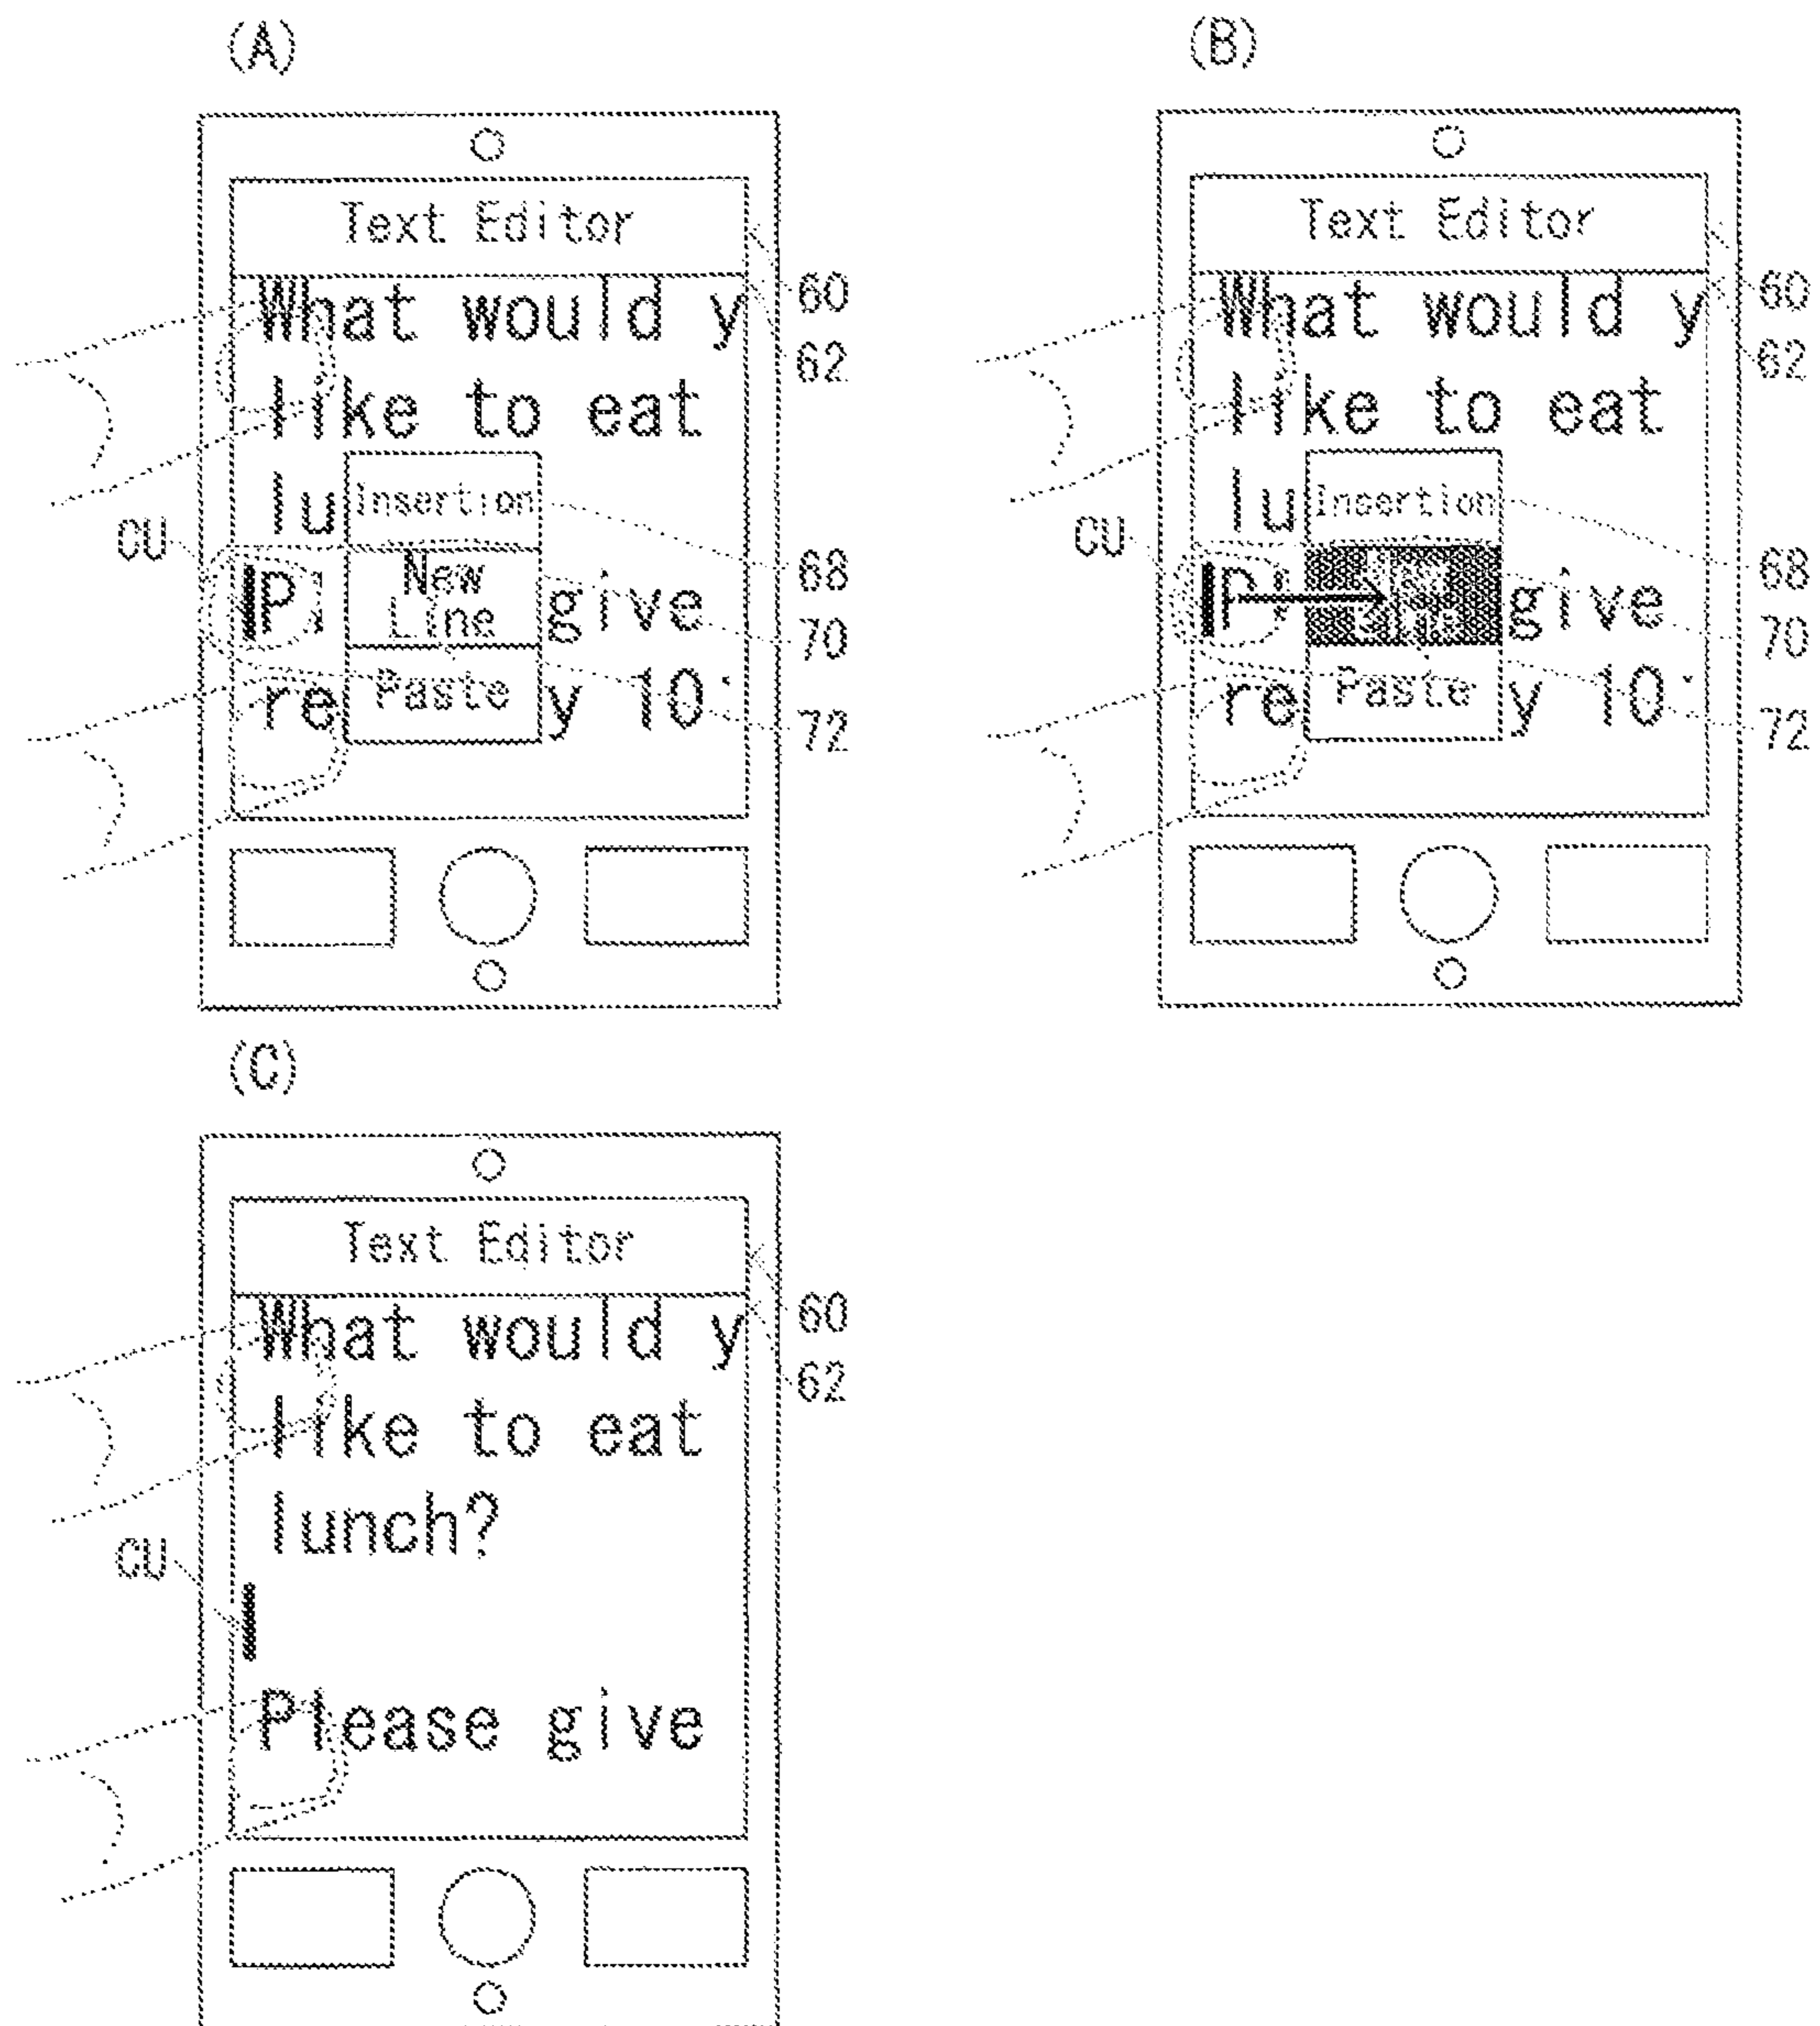 (A)
Text Editor
60
What would y
62
like to eat
lu
Insertion
CU
68
New
Line
give
70
re
Paste
y 10
72
(B)
Text Editor
60
What would y
62
like to eat
lu
Insertion
CU
68
New
Line
give
70
re
Paste
y 10
72
(C)
Text Editor
60
What would y
62
like to eat
lunch?
CU
Please give